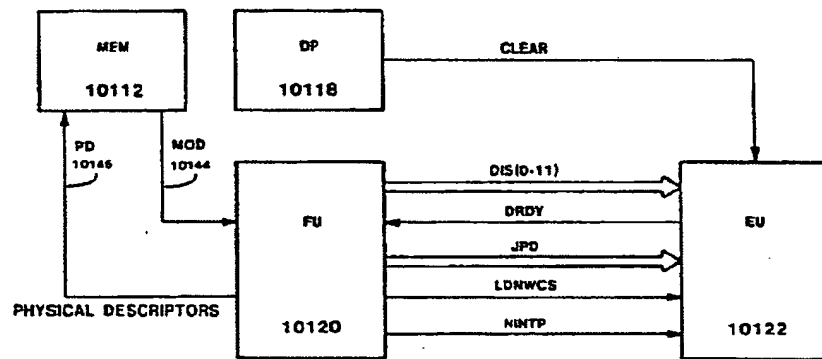 MEM
10112
DP
10118
CLEAR
PD
10146
MOD
10144
FU
10120
DIS(0-11)
DRDY
JPD
LDNWCS
NINTP
EU
10122
PHYSICAL DESCRIPTORS